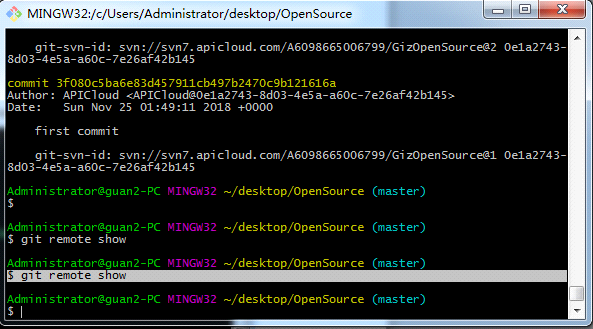 MINGW32:/c/Users/Administrator/desktop/OpenSource
git-svn-id: svn://svn7.apicloud.com/A6098665006799/GizOpenSource@2 0e1a2743-
8d03-4e5a-a60c-7e26af42b145
commit 3f080c5ba6e83d457911cb497b2470c9b121616a
Author: APICloud <APICloud@0e1a2743-8d03-4e5a-a60c-7e26af42b145>
Date:   Sun Nov 25 01:49:11 2018 +0000
first commit
git-svn-id: svn://svn7.apicloud.com/A6098665006799/GizOpenSource@1 0e1a2743-
8d03-4e5a-a60c-7e26af42b145
Administrator@guan2-PC MINGW32 ~/desktop/OpenSource (master)
$
Administrator@guan2-PC MINGW32 ~/desktop/OpenSource (master)
$ git remote show
Administrator@guan2-PC MINGW32 ~/desktop/OpenSource (master)
$ git remote show
Administrator@guan2-PC MINGW32 ~/desktop/OpenSource (master)
$